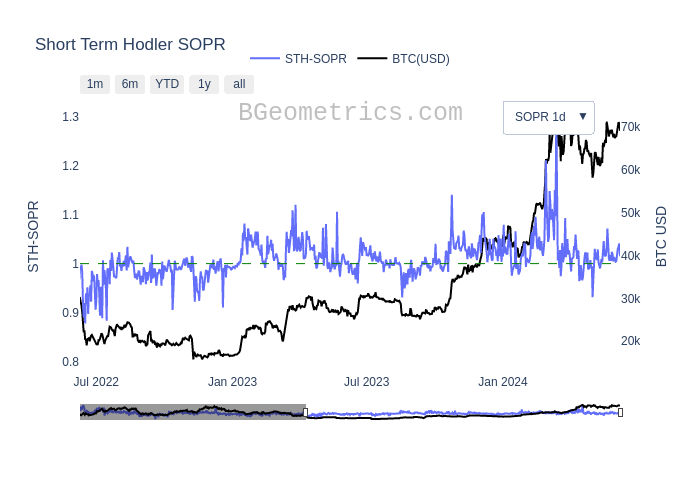 Short Term Hodler SOPR
STH-SOPR BTC(USD)
1m 6m YTD 1y all
BGeometrics.com
SOPR 1d ▼
1.3
1.2
1.1
1
0.9
0.8
STH-SOPR
70k
60k
50k
40k
30k
20k
BTC USD
Jul 2022 Jan 2023 Jul 2023 Jan 2024